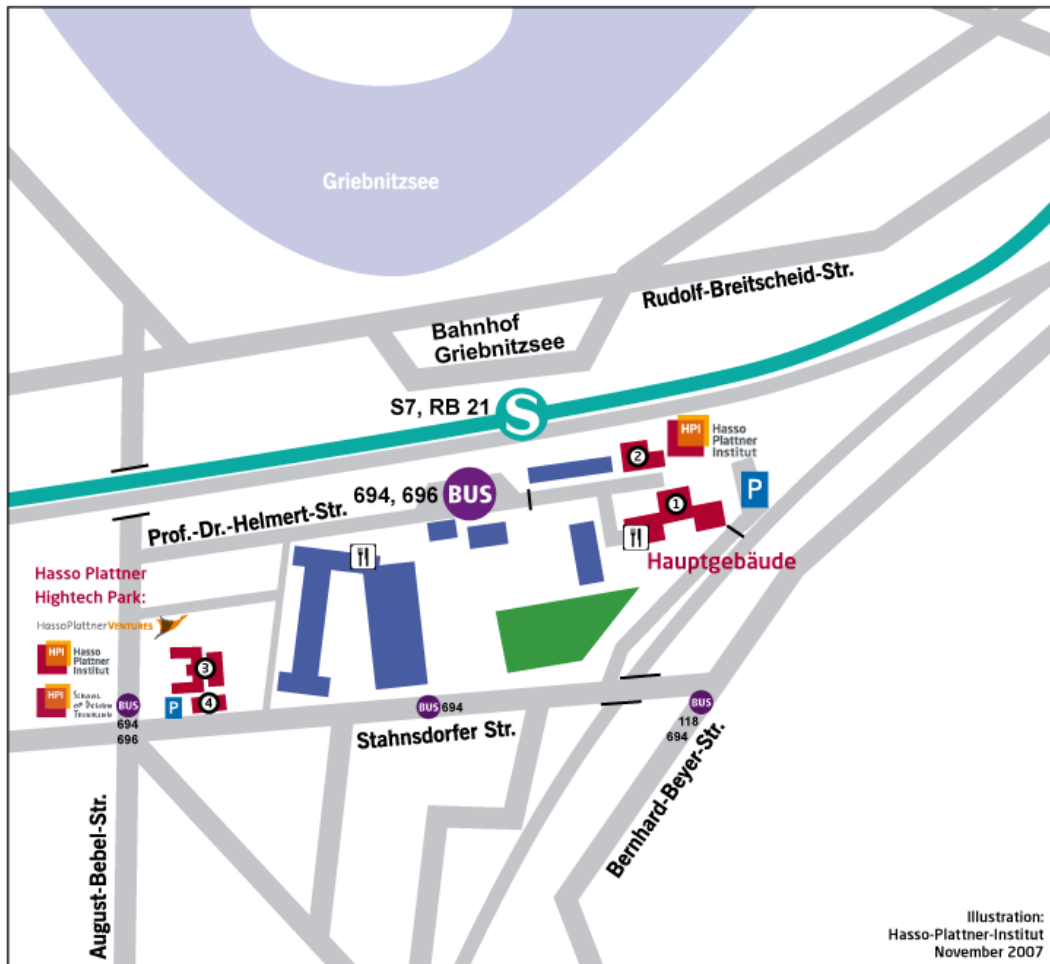 Griebnitzsee
Rudolf-Breitscheid-Str.
Bahnhof
Griebnitzsee
S7, RB 21
S
HPI
Hasso
Plattner
Institut
2
694, 696
BUS
P
1
Prof.-Dr.-Helmert-Str.
Hauptgebäude
Hasso Plattner
Hightech Park:
HassoPlattnerVENTURES
HPI
Hasso
Plattner
Institut
3
HPI
School
of Design
Thinking
4
BUS
694
696
P
BUS 694
BUS
118
694
Stahnsdorfer Str.
August-Bebel-Str.
Bernhard-Beyer-Str.
Illustration:
Hasso-Plattner-Institut
November 2007